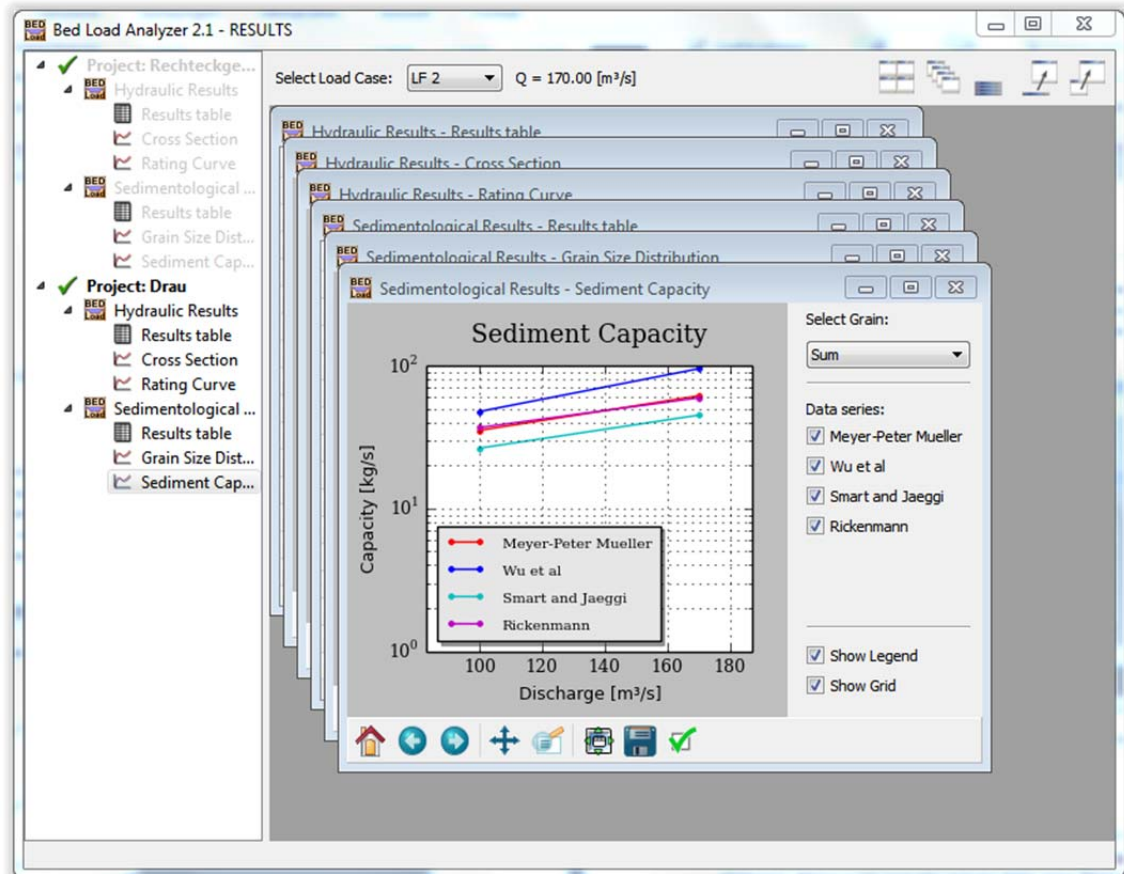 Bed Load Analyzer 2.1 - RESULTS
Project: Rechteckge...
Hydraulic Results
Results table
Cross Section
Rating Curve
Sedimentological ...
Results table
Grain Size Dist...
Sediment Cap...
Project: Drau
Hydraulic Results
Results table
Cross Section
Rating Curve
Sedimentological ...
Results table
Grain Size Dist...
Sediment Cap...
Select Load Case: LF 2 Q = 170.00 [m³/s]
Hydraulic Results - Results table
Hydraulic Results - Cross Section
Hydraulic Results - Rating Curve
Sedimentological Results - Results table
Sedimentological Results - Grain Size Distribution
Sedimentological Results - Sediment Capacity
Sediment Capacity
Capacity [kg/s]
10²
10¹
10⁰
Meyer-Peter Mueller
Wu et al
Smart and Jaeggi
Rickenmann
100 120 140 160 180
Discharge [m³/s]
Select Grain:
Sum
Data series:
Meyer-Peter Mueller
Wu et al
Smart and Jaeggi
Rickenmann
Show Legend
Show Grid